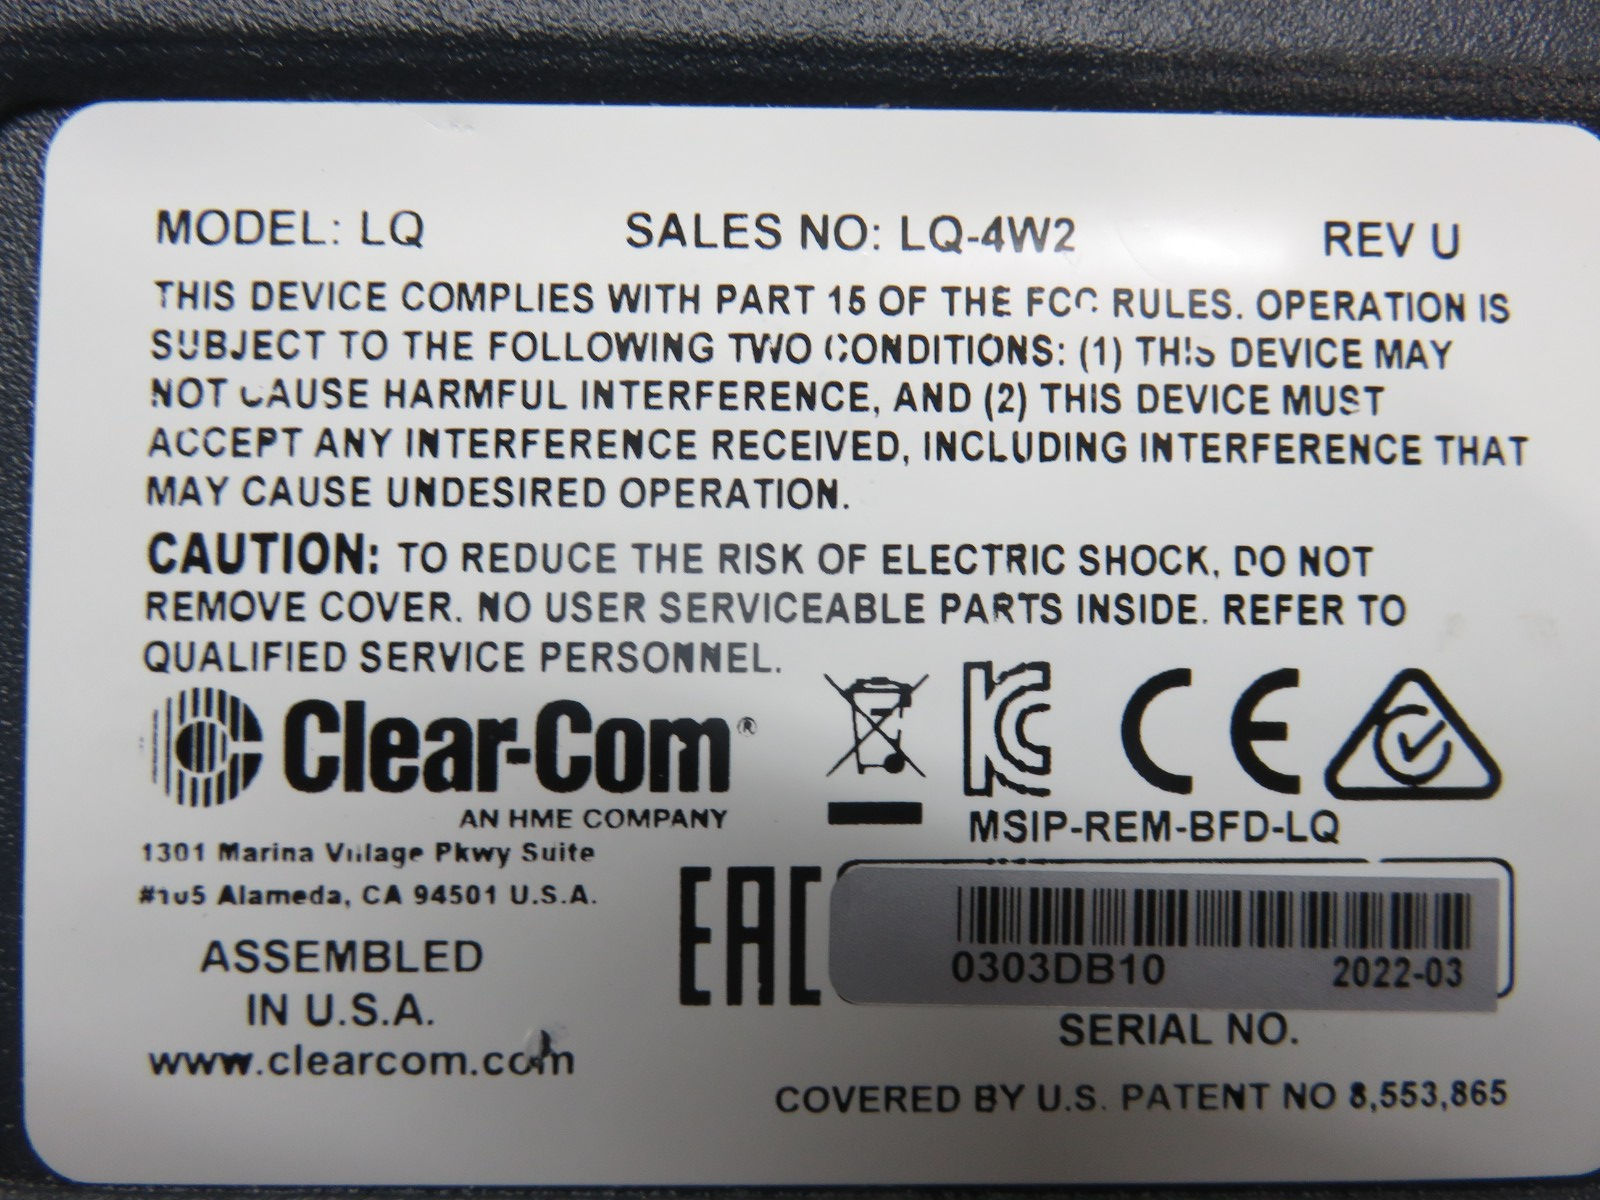 MODEL: LQ SALES NO: LQ-4W2 REV U
THIS DEVICE COMPLIES WITH PART 15 OF THE FCC RULES. OPERATION IS
SUBJECT TO THE FOLLOWING TWO CONDITIONS: (1) THIS DEVICE MAY
NOT CAUSE HARMFUL INTERFERENCE, AND (2) THIS DEVICE MUST
ACCEPT ANY INTERFERENCE RECEIVED, INCLUDING INTERFERENCE THAT
MAY CAUSE UNDESIRED OPERATION.
CAUTION: TO REDUCE THE RISK OF ELECTRIC SHOCK, DO NOT
REMOVE COVER. NO USER SERVICEABLE PARTS INSIDE. REFER TO
QUALIFIED SERVICE PERSONNEL.
Clear-Com®
AN HME COMPANY
KC CE
MSIP-REM-BFD-LQ
1301 Marina Village Pkwy Suite
#105 Alameda, CA 94501 U.S.A.
ASSEMBLED
IN U.S.A.
www.clearcom.com
EAC
0303DB10 2022-03
SERIAL NO.
COVERED BY U.S. PATENT NO 8,553,865